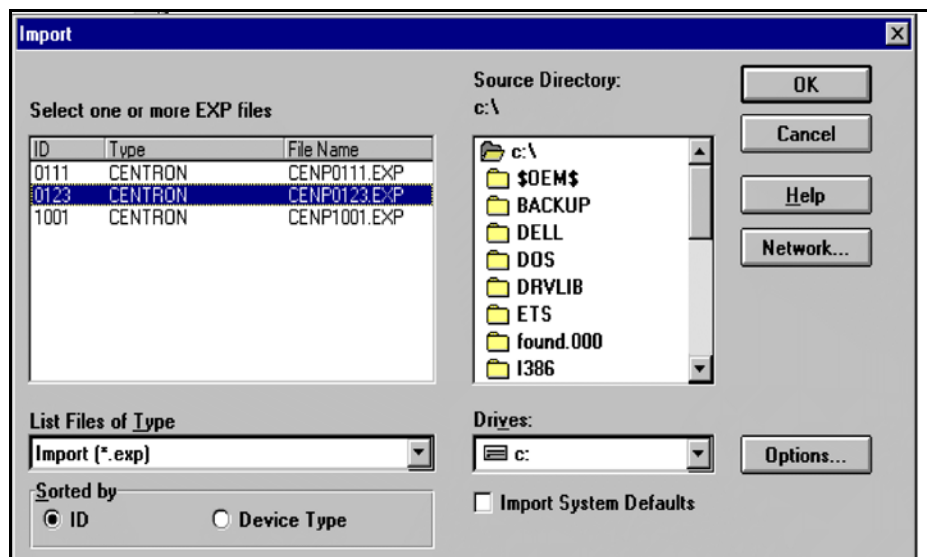 Import
Select one or more EXP files
ID Type File Name
0111 CENTRON CENP0111.EXP
0123 CENTRON CENP0123.EXP
1001 CENTRON CENP1001.EXP
List Files of Type
Import (*.exp)
Sorted by
ID Device Type
Source Directory:
c:\
c:\
$OEM$
BACKUP
DELL
DOS
DRVLIB
ETS
found.000
I386
Drives:
c:
Import System Defaults
OK
Cancel
Help
Network...
Options...